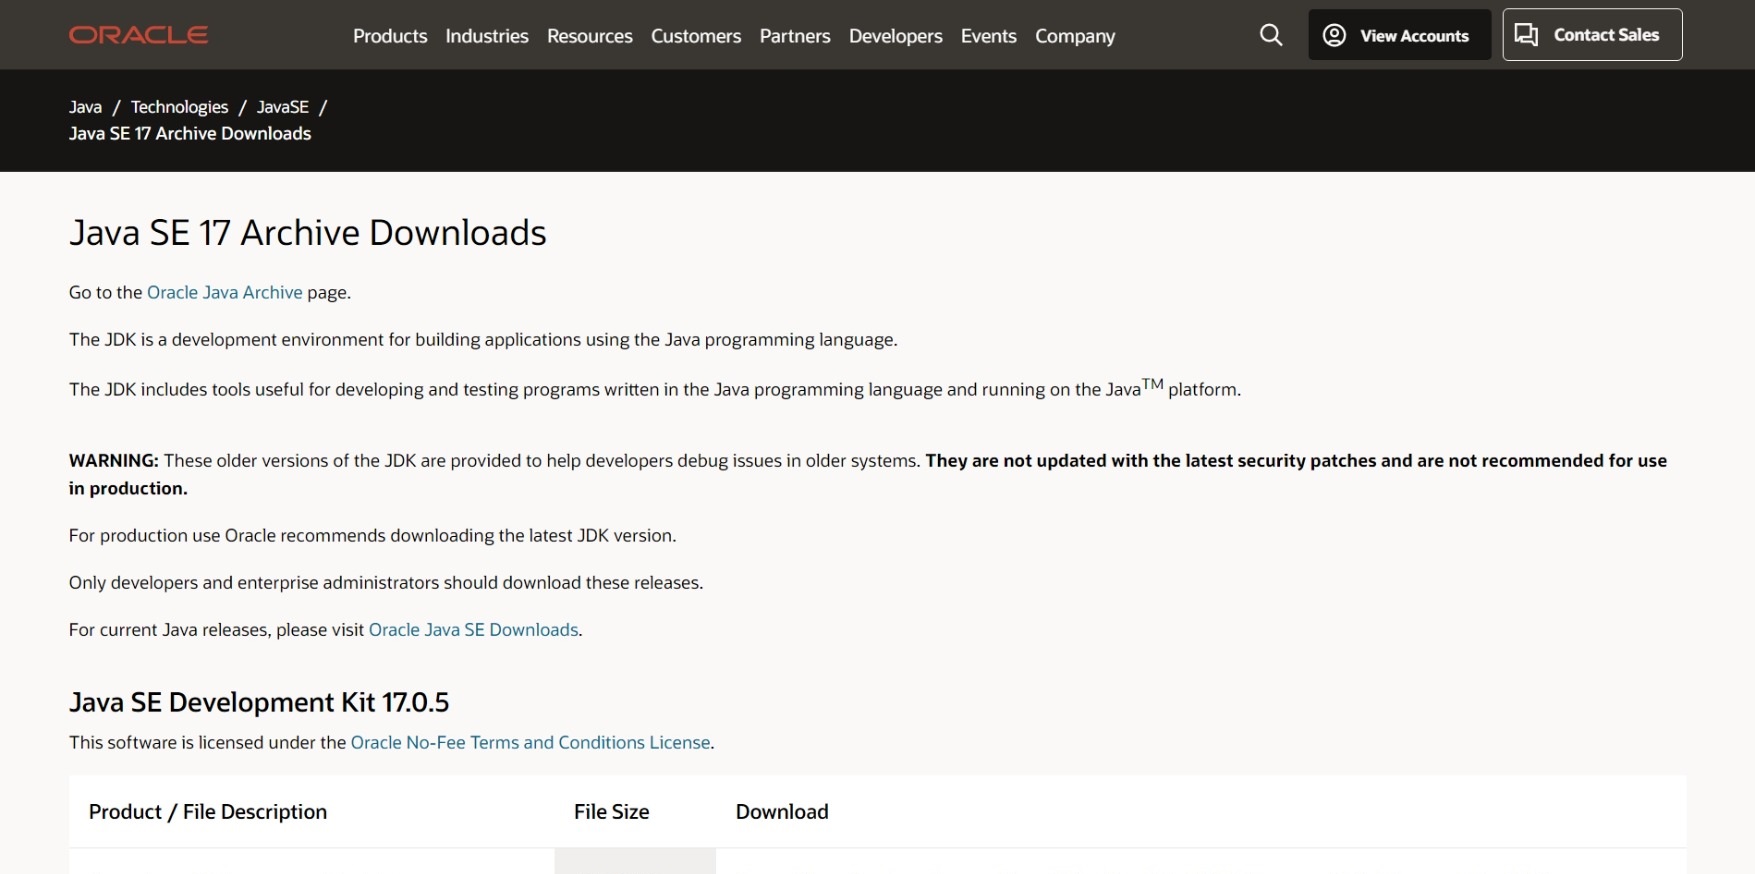 ORACLE
Products Industries Resources Customers Partners Developers Events Company View Accounts Contact Sales
Java / Technologies / JavaSE /
Java SE 17 Archive Downloads
Java SE 17 Archive Downloads
Go to the Oracle Java Archive page.
The JDK is a development environment for building applications using the Java programming language.
The JDK includes tools useful for developing and testing programs written in the Java programming language and running on the Java™ platform.
WARNING: These older versions of the JDK are provided to help developers debug issues in older systems. They are not updated with the latest security patches and are not recommended for use
in production.
For production use Oracle recommends downloading the latest JDK version.
Only developers and enterprise administrators should download these releases.
For current Java releases, please visit Oracle Java SE Downloads.
Java SE Development Kit 17.0.5
This software is licensed under the Oracle No-Fee Terms and Conditions License.
Product / File Description File Size Download